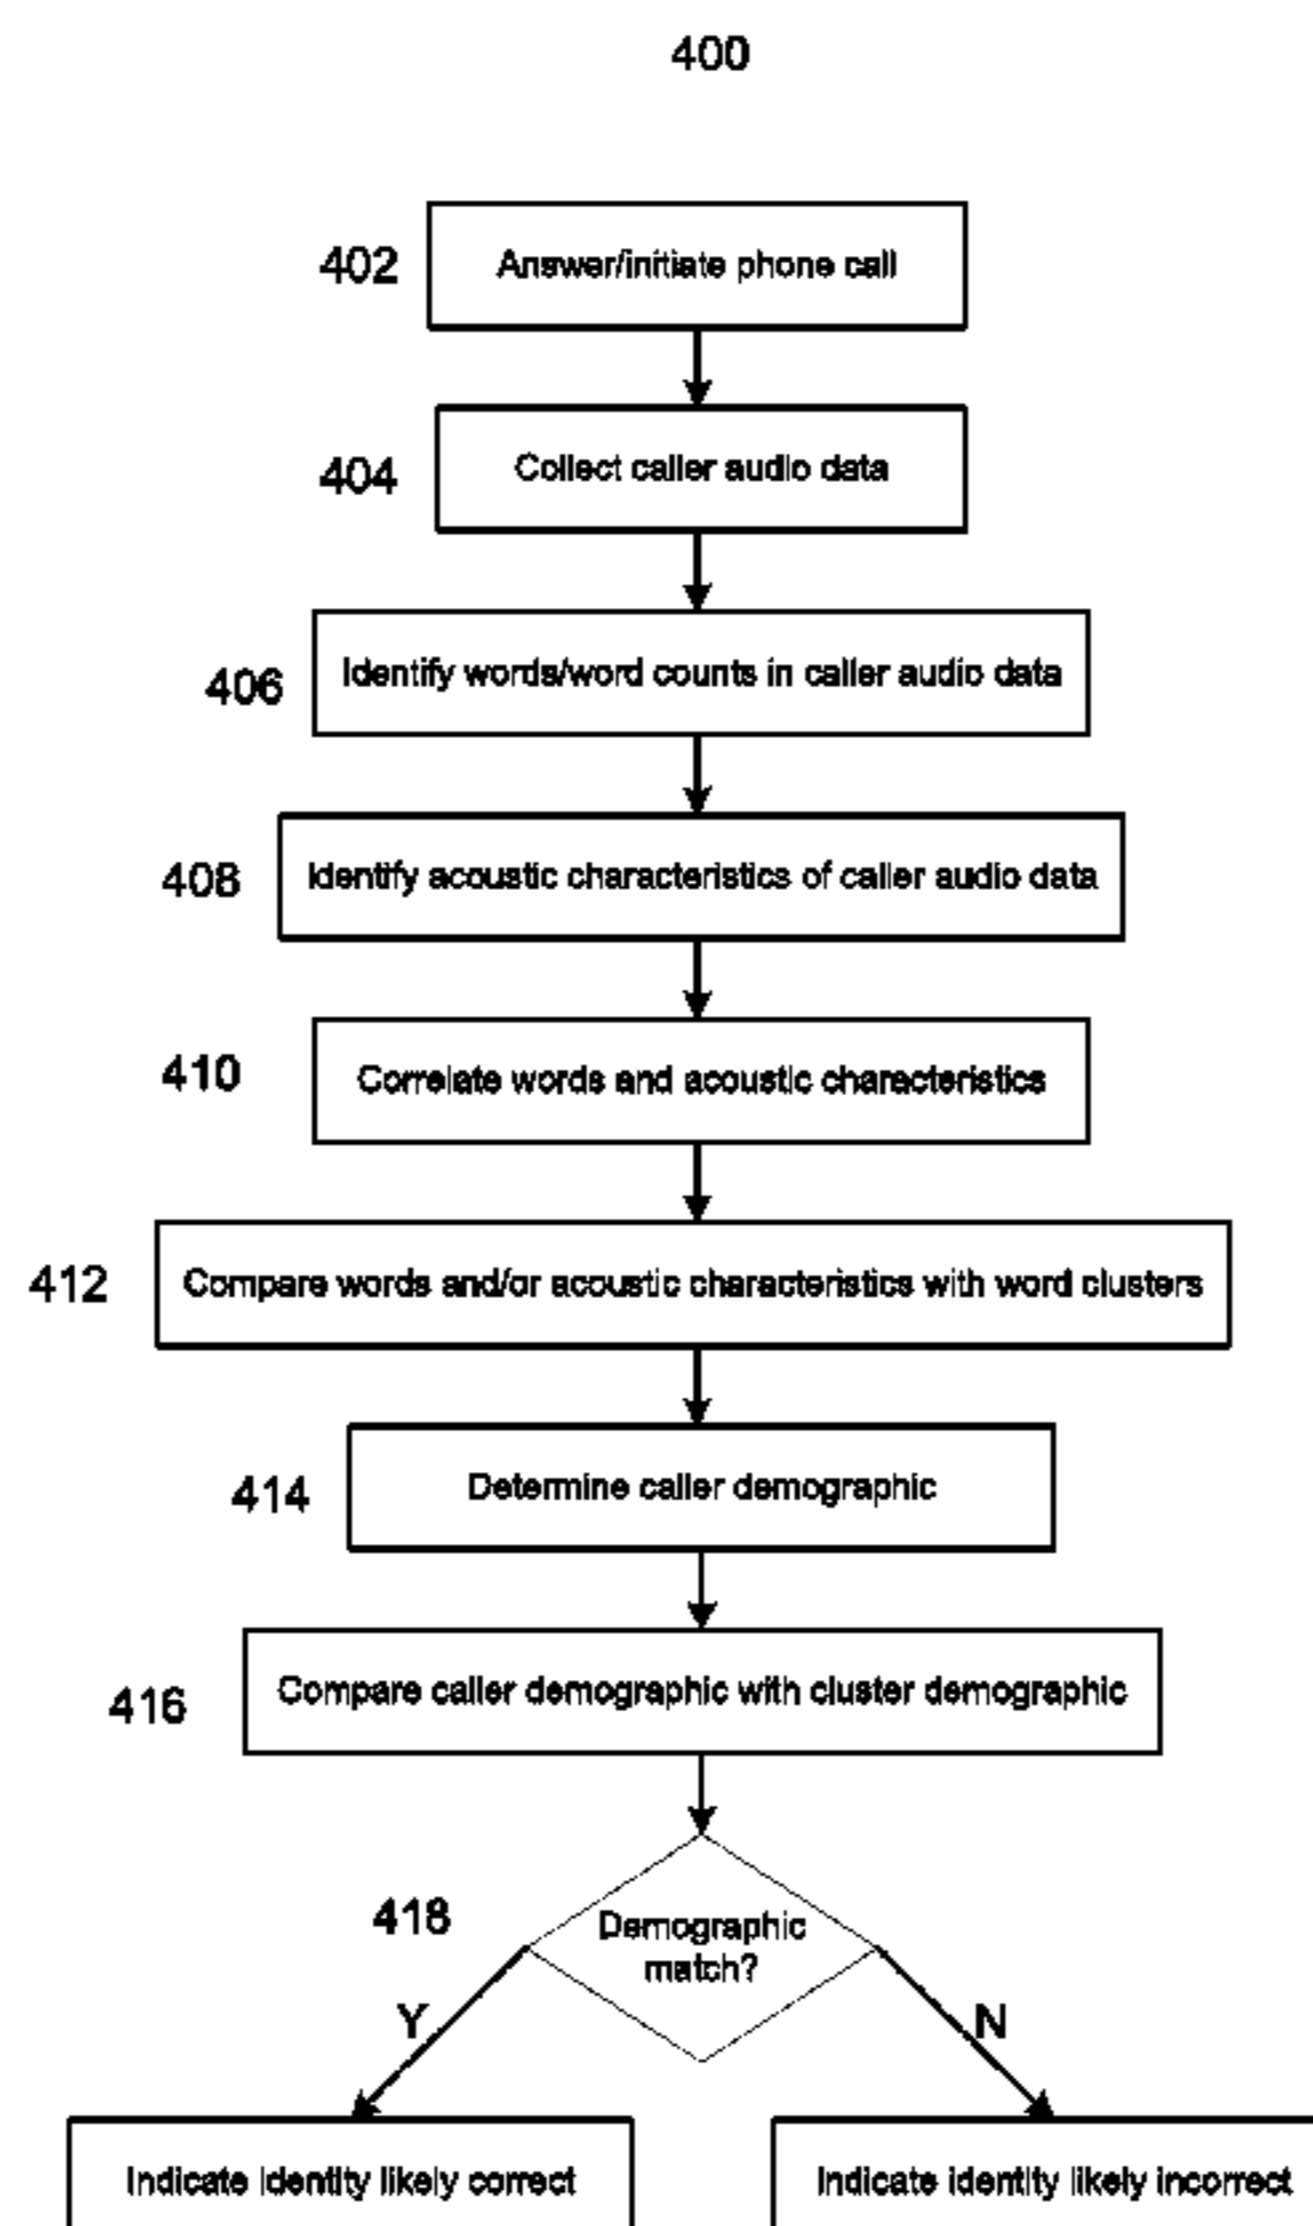 400
402
Answer/initiate phone call
404
Collect caller audio data
406
Identify words/word counts in caller audio data
408
Identify acoustic characteristics of caller audio data
410
Correlate words and acoustic characteristics
412
Compare words and/or acoustic characteristics with word clusters
414
Determine caller demographic
416
Compare caller demographic with cluster demographic
418
Demographic
match?
Y
N
Indicate identity likely correct
Indicate identity likely incorrect